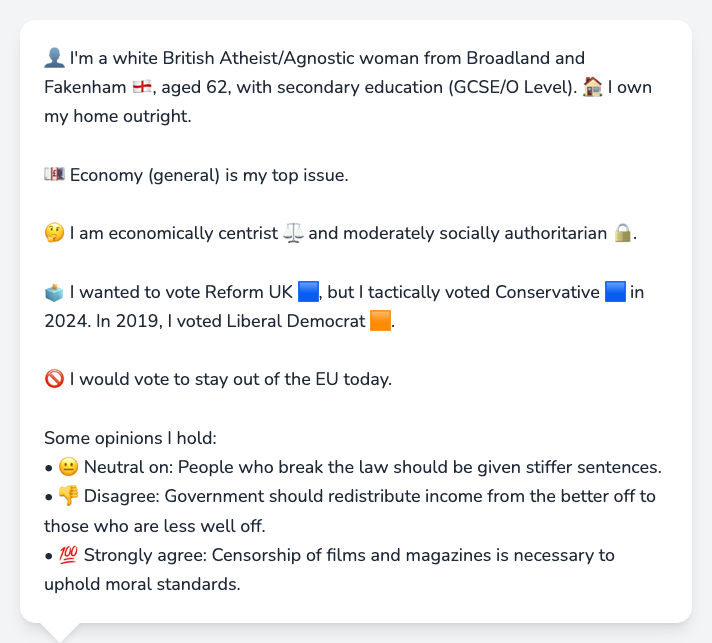 👤 I'm a white British Atheist/Agnostic woman from Broadland and
Fakenham 🏴󠁧󠁢󠁥󠁮󠁧󠁿, aged 62, with secondary education (GCSE/O Level). 🏠 I own
my home outright.
💷 Economy (general) is my top issue.
🤔 I am economically centrist ⚖️ and moderately socially authoritarian 🔒.
🗳️ I wanted to vote Reform UK 🟦, but I tactically voted Conservative 🟦 in
2024. In 2019, I voted Liberal Democrat 🟧.
🚫 I would vote to stay out of the EU today.
Some opinions I hold:
• 😐 Neutral on: People who break the law should be given stiffer sentences.
• 👎 Disagree: Government should redistribute income from the better off to
those who are less well off.
• 💯 Strongly agree: Censorship of films and magazines is necessary to
uphold moral standards.